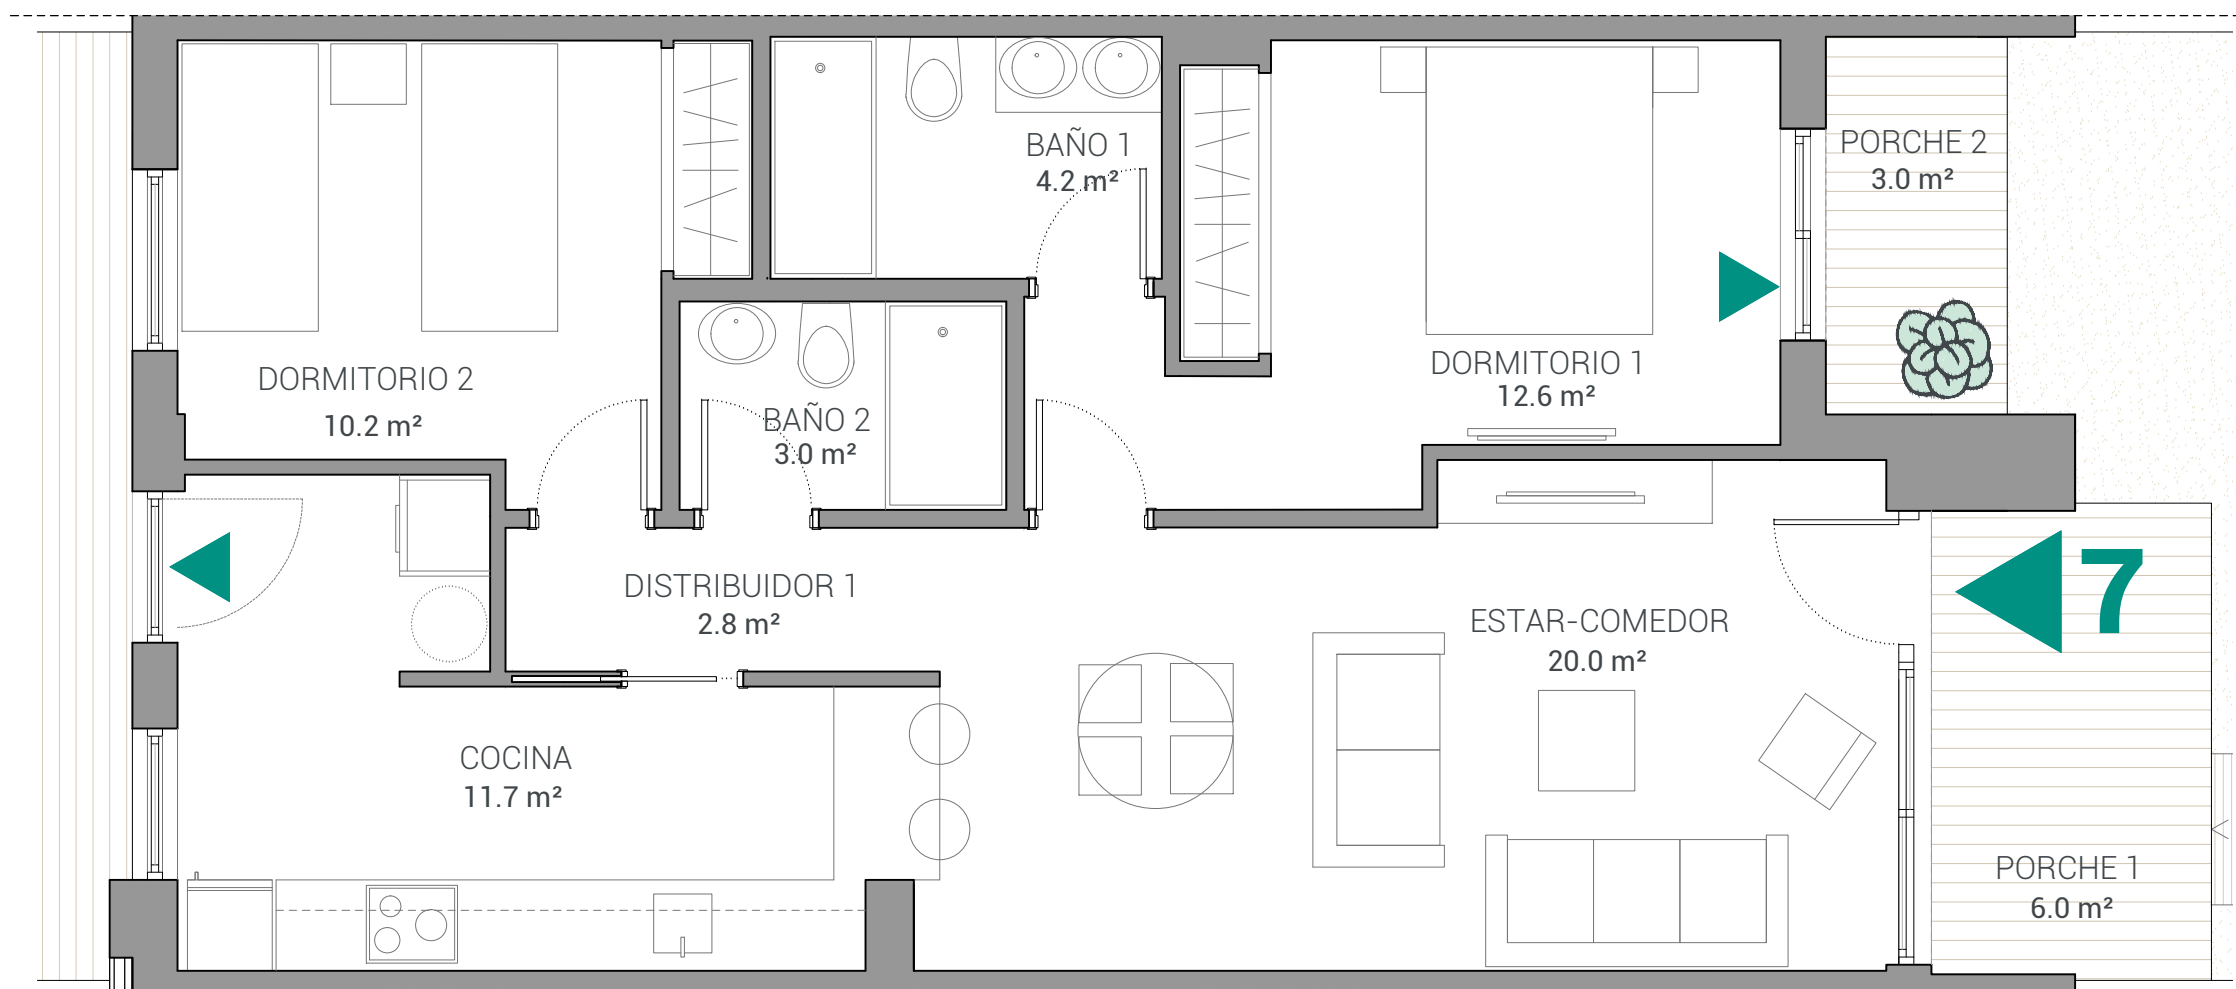 BAÑO 1
4.2 m²
PORCHE 2
3.0 m²
DORMITORIO 2
10.2 m²
BAÑO 2
3.0 m²
DORMITORIO 1
12.6 m²
DISTRIBUIDOR 1
2.8 m²
ESTAR-COMEDOR
20.0 m²
7
COCINA
11.7 m²
PORCHE 1
6.0 m²